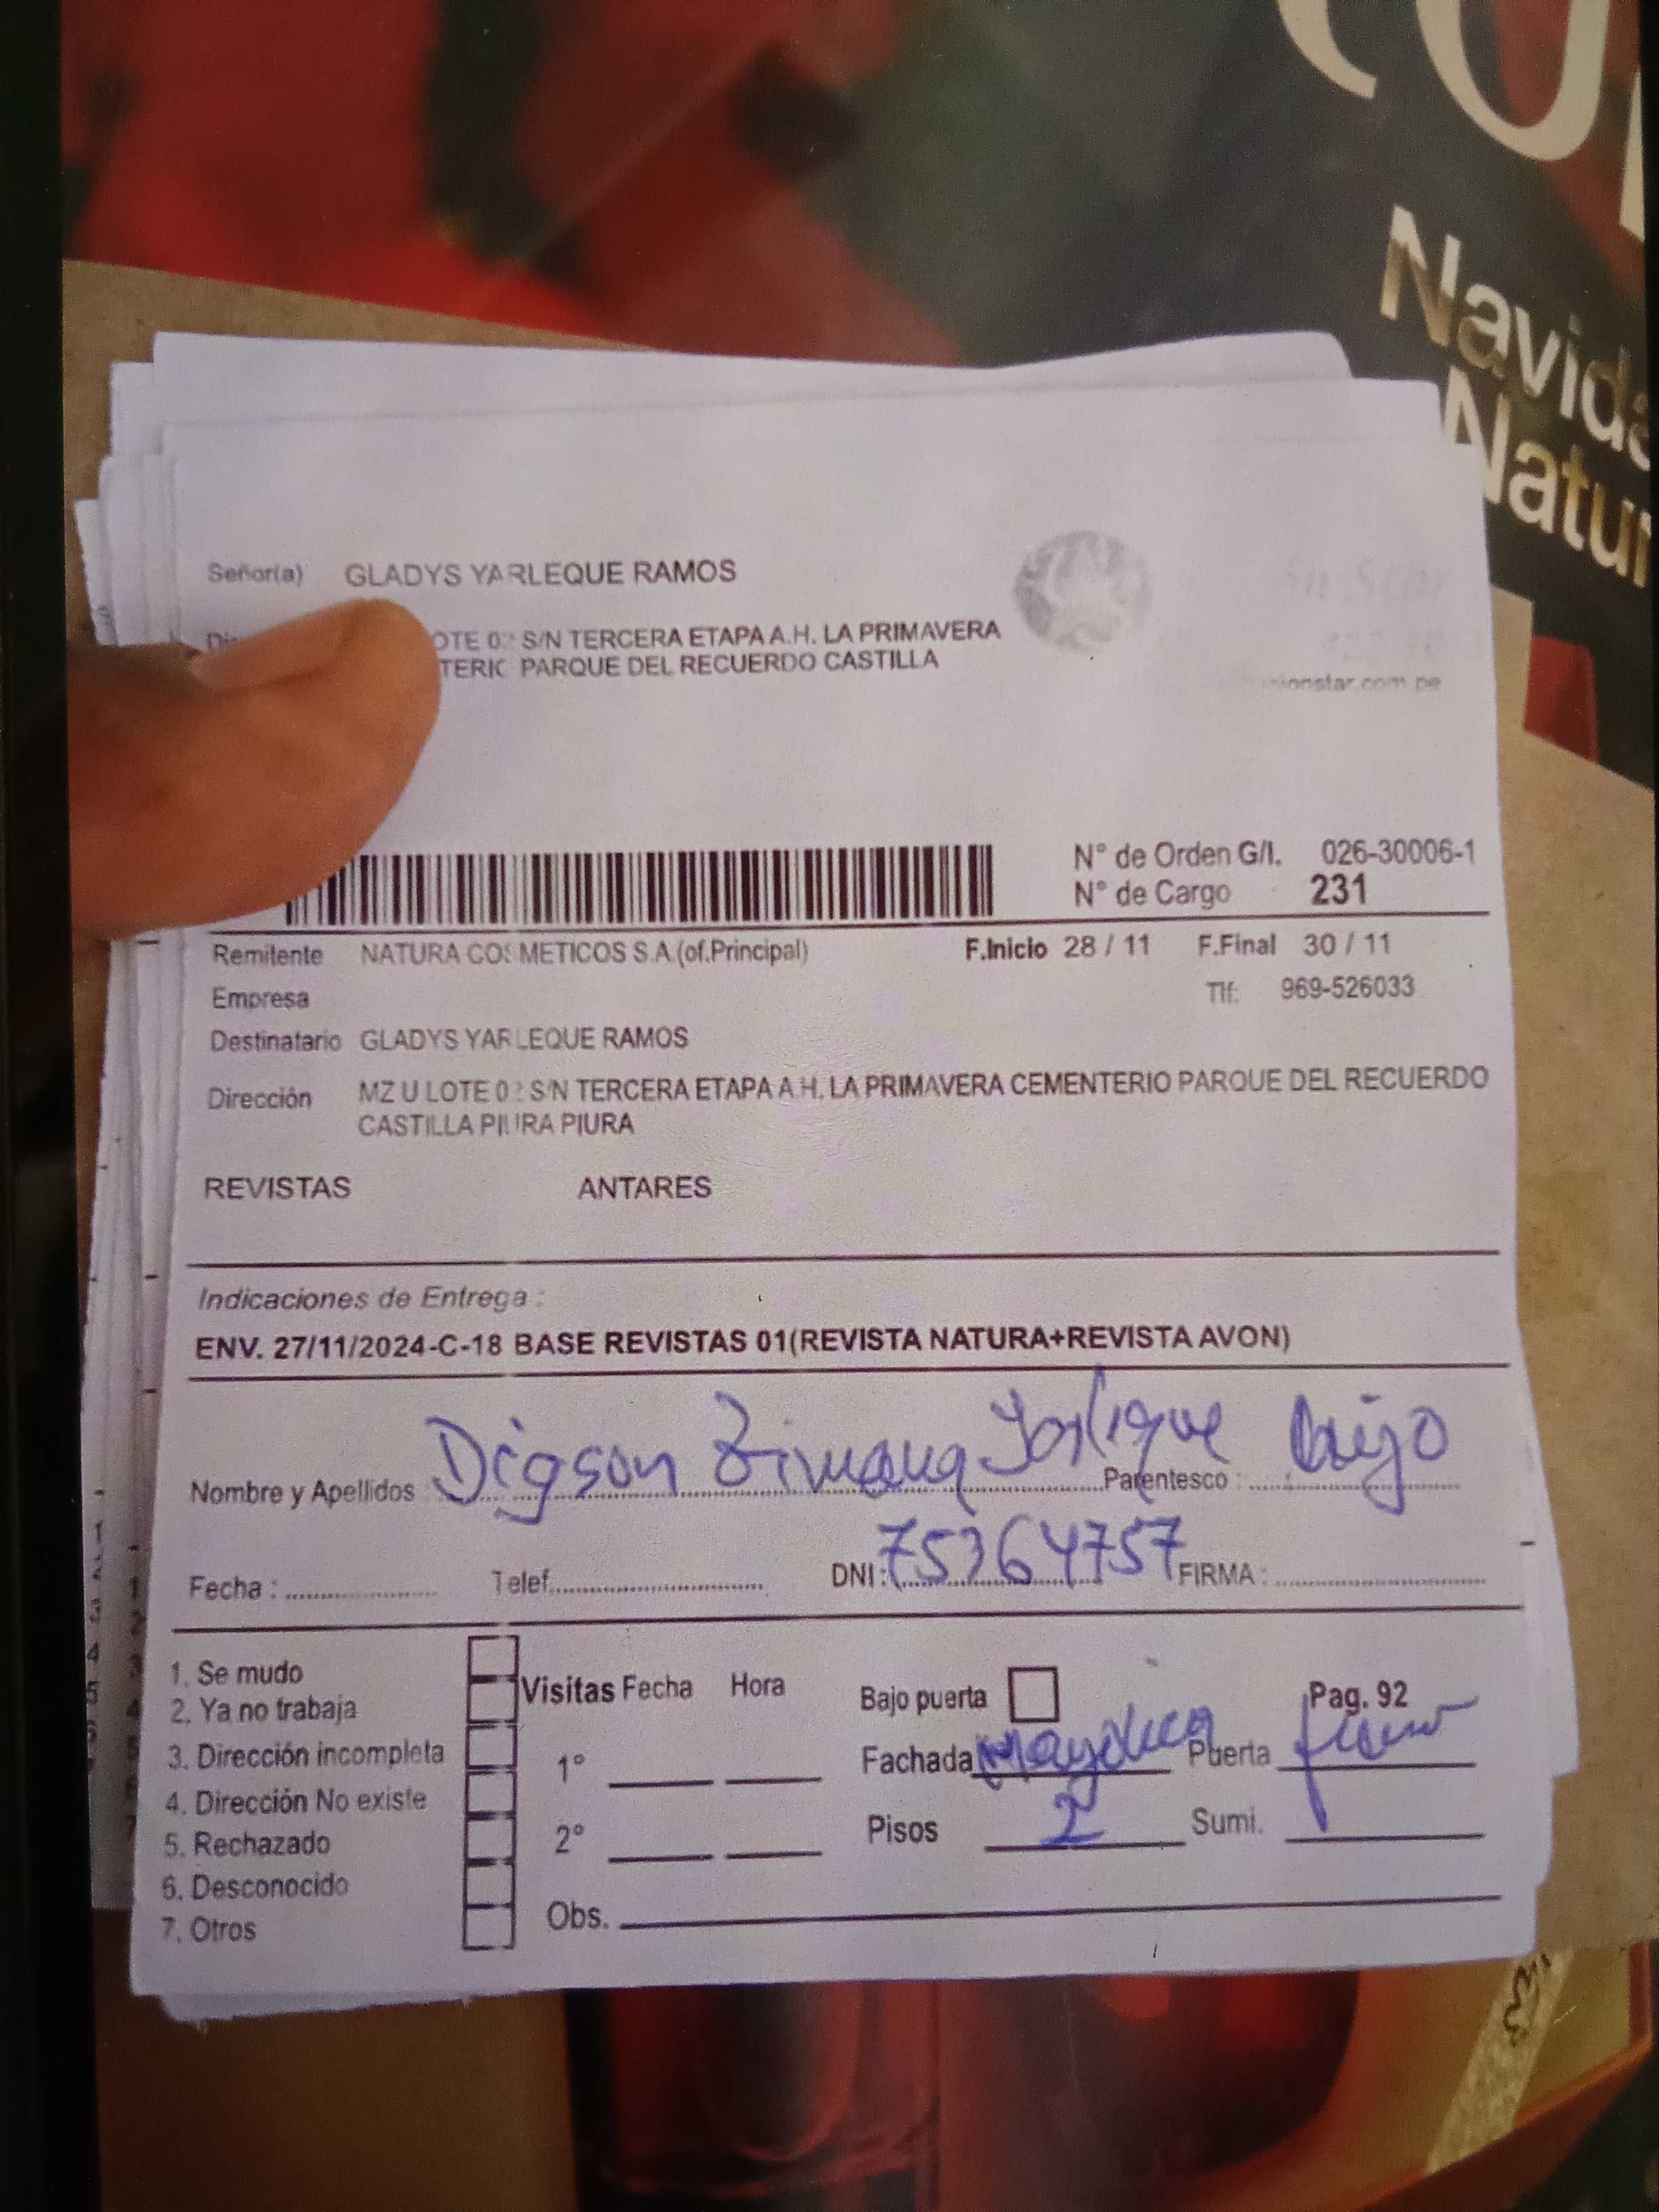 Navida
Natur
Señor(a) GLADYS YARLEQUE RAMOS
S/N TERCERA ETAPA A.H. LA PRIMAVERA
PARQUE DEL RECUERDO CASTILLA
N° de Orden G/I. 026-30006-1
N° de Cargo 231
Remitente NATURA COSMETICOS S.A.(of.Principal) F.Inicio 28 / 11 F.Final 30 / 11
Empresa Tlf: 969-526033
Destinatario GLADYS YARLEQUE RAMOS
Dirección MZ U LOTE S/N TERCERA ETAPA A.H. LA PRIMAVERA CEMENTERIO PARQUE DEL RECUERDO
CASTILLA PIURA PIURA
REVISTAS ANTARES
Indicaciones de Entrega :
ENV. 27/11/2024-C-18 BASE REVISTAS 01(REVISTA NATURA+REVISTA AVON)
Nombre y Apellidos : Digson Parentesco : hijo
Fecha : Telef. DNI: 75364757 FIRMA :
1. Se mudo
2. Ya no trabaja
3. Dirección incompleta
4. Dirección No existe
5. Rechazado
6. Desconocido
7. Otros
Visitas Fecha Hora
1°
2°
Obs.
Bajo puerta Pag. 92
Fachada Puerta
Pisos 2 Sumi.